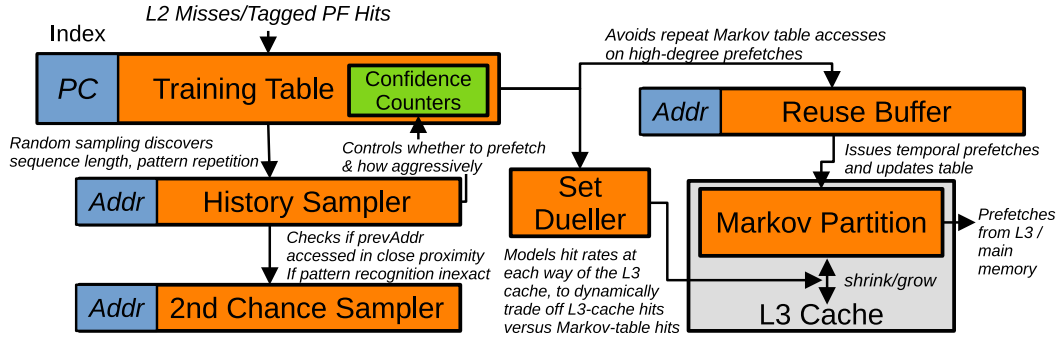 L2 Misses/Tagged PF Hits
Index
PC
Training Table
Confidence
Counters
Avoids repeat Markov table accesses
on high-degree prefetches
Addr
Reuse Buffer
Random sampling discovers
sequence length, pattern repetition
Controls whether to prefetch
& how aggressively
Issues temporal prefetches
and updates table
Addr
History Sampler
Set
Dueller
Markov Partition
Prefetches
from L3 /
main
memory
Checks if prevAddr
accessed in close proximity
If pattern recognition inexact
Models hit rates at
each way of the L3
cache, to dynamically
trade off L3-cache hits
versus Markov-table hits
shrink/grow
Addr
2nd Chance Sampler
L3 Cache